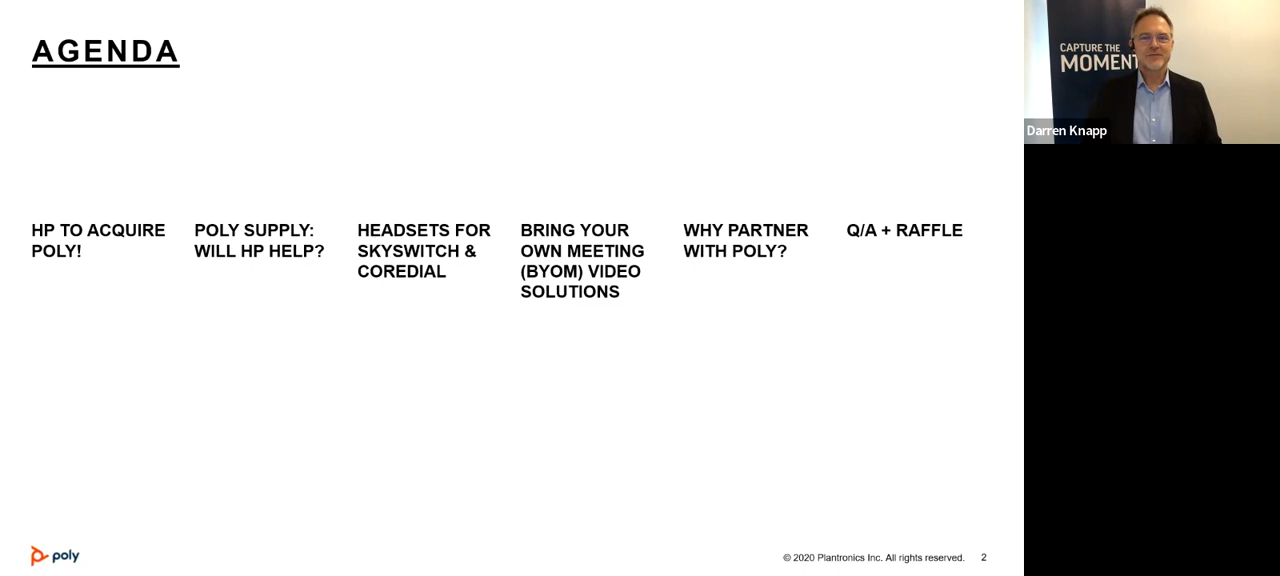 AGENDA
HP TO ACQUIRE
POLY!
POLY SUPPLY:
WILL HP HELP?
HEADSETS FOR
SKYSWITCH &
COREDIAL
BRING YOUR
OWN MEETING
(BYOM) VIDEO
SOLUTIONS
WHY PARTNER
WITH POLY?
Q/A + RAFFLE
poly
© 2020 Plantronics Inc. All rights reserved. 2
CAPTURE THE
MOMENT
Darren Knapp